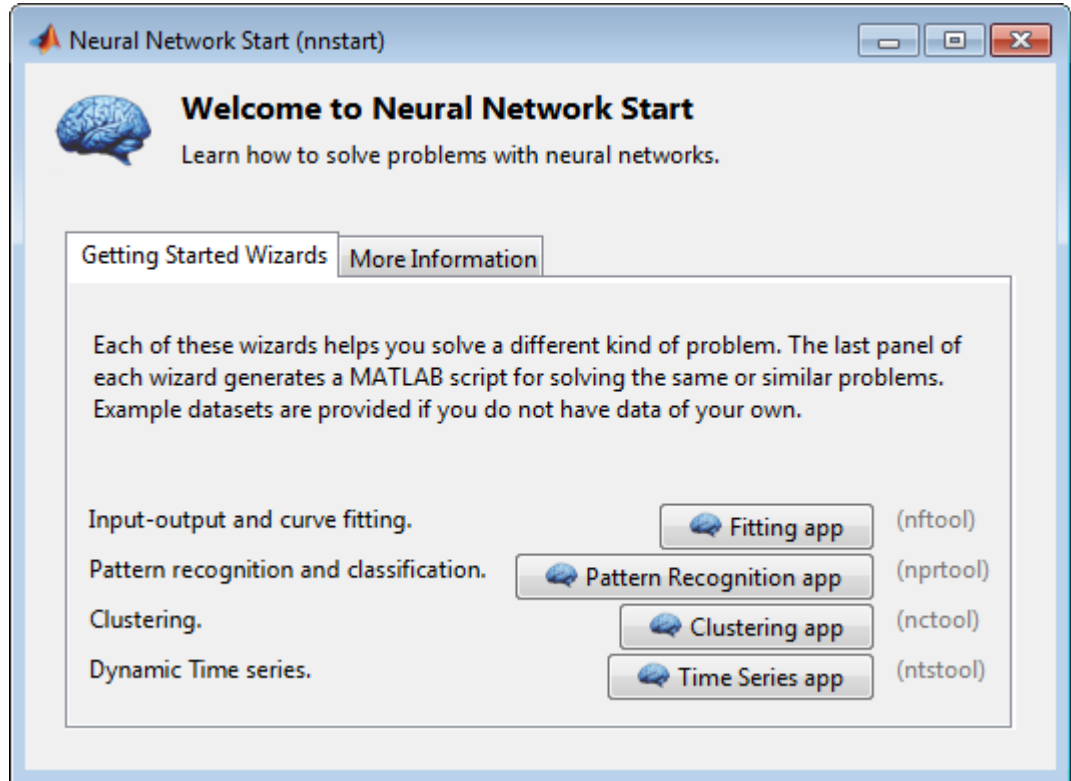 Neural Network Start (nnstart)
Welcome to Neural Network Start
Learn how to solve problems with neural networks.
Getting Started Wizards
More Information
Each of these wizards helps you solve a different kind of problem. The last panel of
each wizard generates a MATLAB script for solving the same or similar problems.
Example datasets are provided if you do not have data of your own.
Input-output and curve fitting. Fitting app (nftool)
Pattern recognition and classification. Pattern Recognition app (nprtool)
Clustering. Clustering app (nctool)
Dynamic Time series. Time Series app (ntstool)